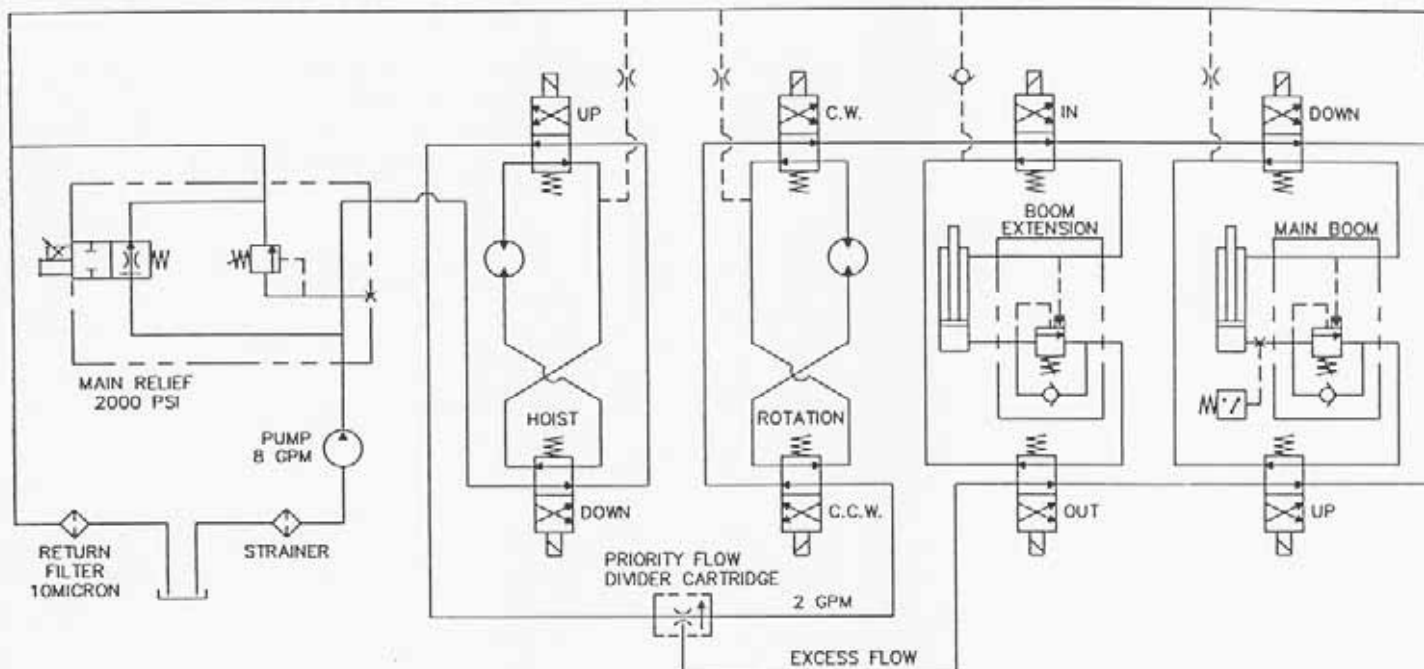 UP
C.W.
IN
DOWN
BOOM
EXTENSION
MAIN BOOM
MAIN RELIEF
2000 PSI
HOIST
ROTATION
PUMP
8 GPM
DOWN
C.C.W.
OUT
UP
RETURN
FILTER
10MICRON
STRAINER
PRIORITY FLOW
DIVIDER CARTRIDGE
2 GPM
EXCESS FLOW